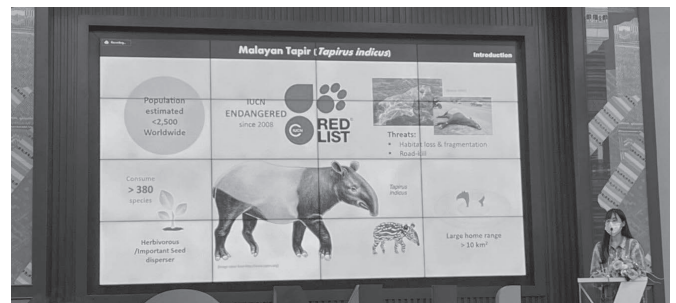 Malayan Tapir (Tapirus indicus)
Introduction
Population
estimated
<2,500
Worldwide
IUCN
ENDANGERED
since 2008
IUCN
RED
LIST
Threats:
• Habitat loss & fragmentation
• Road-kill
Consume
> 380
species
Herbivorous
/Important Seed
disperser
Tapirus
indicus
Large home range
>10 km²